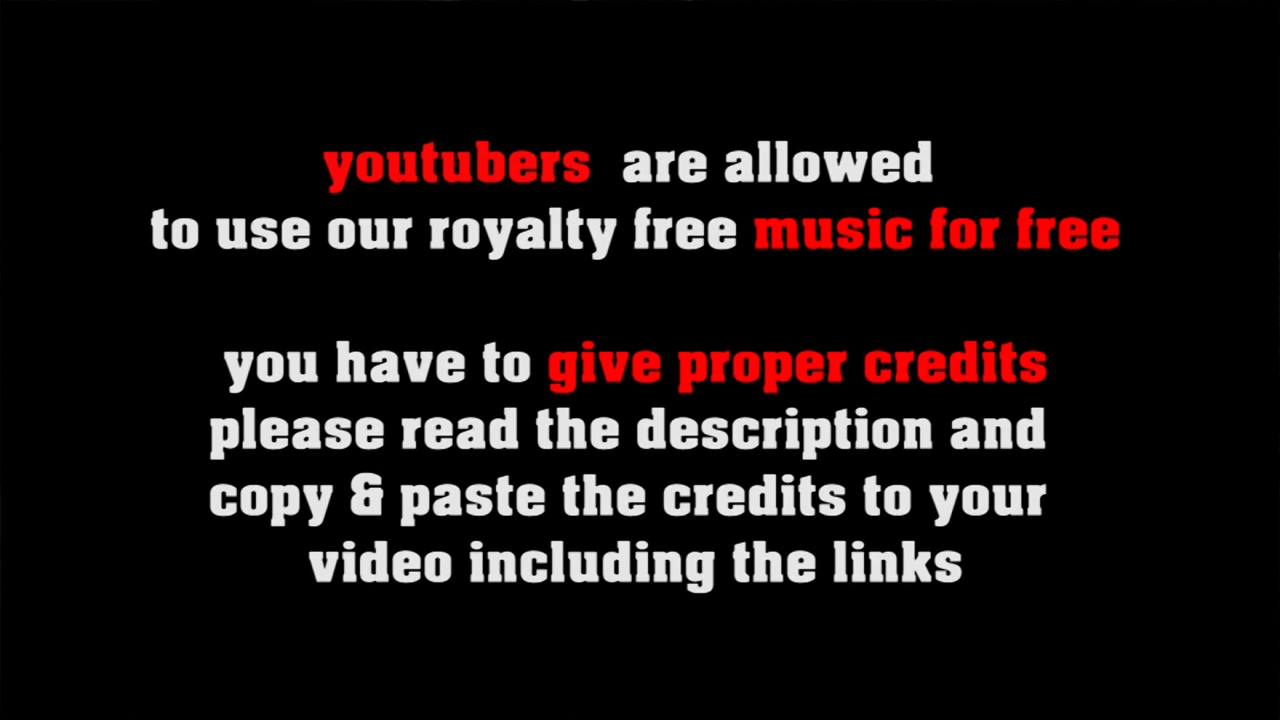 youtubers are allowed
to use our royalty free music for free
you have to give proper credits
please read the description and
copy & paste the credits to your
video including the links